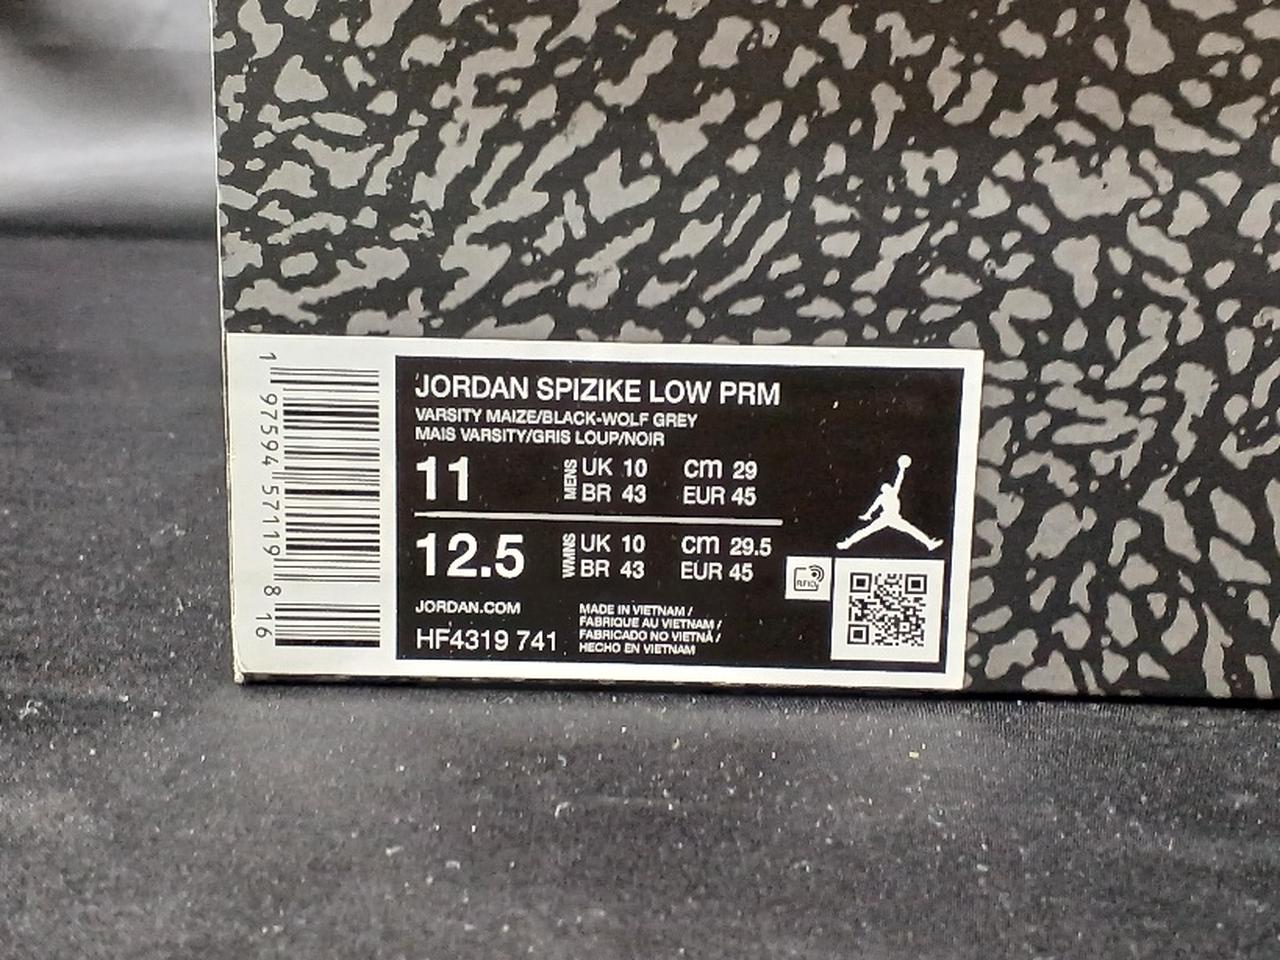 1 97594 57119 8 16
JORDAN SPIZIKE LOW PRM
VARSITY MAIZE/BLACK-WOLF GREY
MAIS VARSITY/GRIS LOUP/NOIR
11 MENS UK 10 cm 29
BR 43 EUR 45
12.5 WMNS UK 10 cm 29.5
BR 43 EUR 45
RFID
JORDAN.COM
HF4319 741
MADE IN VIETNAM /
FABRIQUE AU VIETNAM /
FABRICADO NO VIETNÃ /
HECHO EN VIETNAM